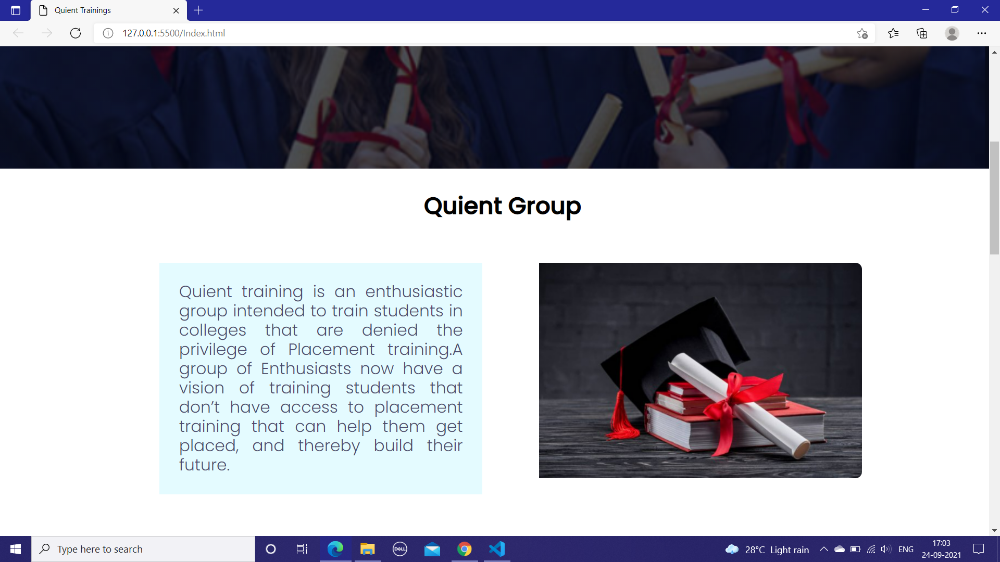 Quient Trainings
127.0.0.1:5500/Index.html
Quient Group
Quient training is an enthusiastic
group intended to train students in
colleges that are denied the
privilege of Placement training.A
group of Enthusiasts now have a
vision of training students that
don’t have access to placement
training that can help them get
placed, and thereby build their
future.
Type here to search
DELL
28°C Light rain
ENG
17:03
24-09-2021